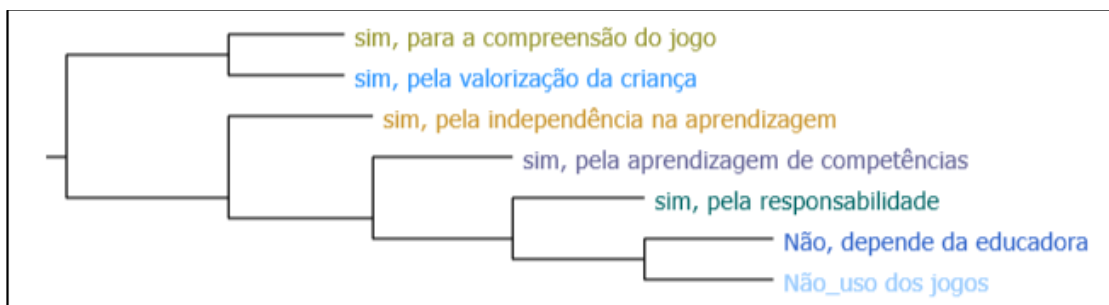 sim, para a compreensão do jogo
sim, pela valorização da criança
sim, pela independência na aprendizagem
sim, pela aprendizagem de competências
sim, pela responsabilidade
Não, depende da educadora
Não_uso dos jogos